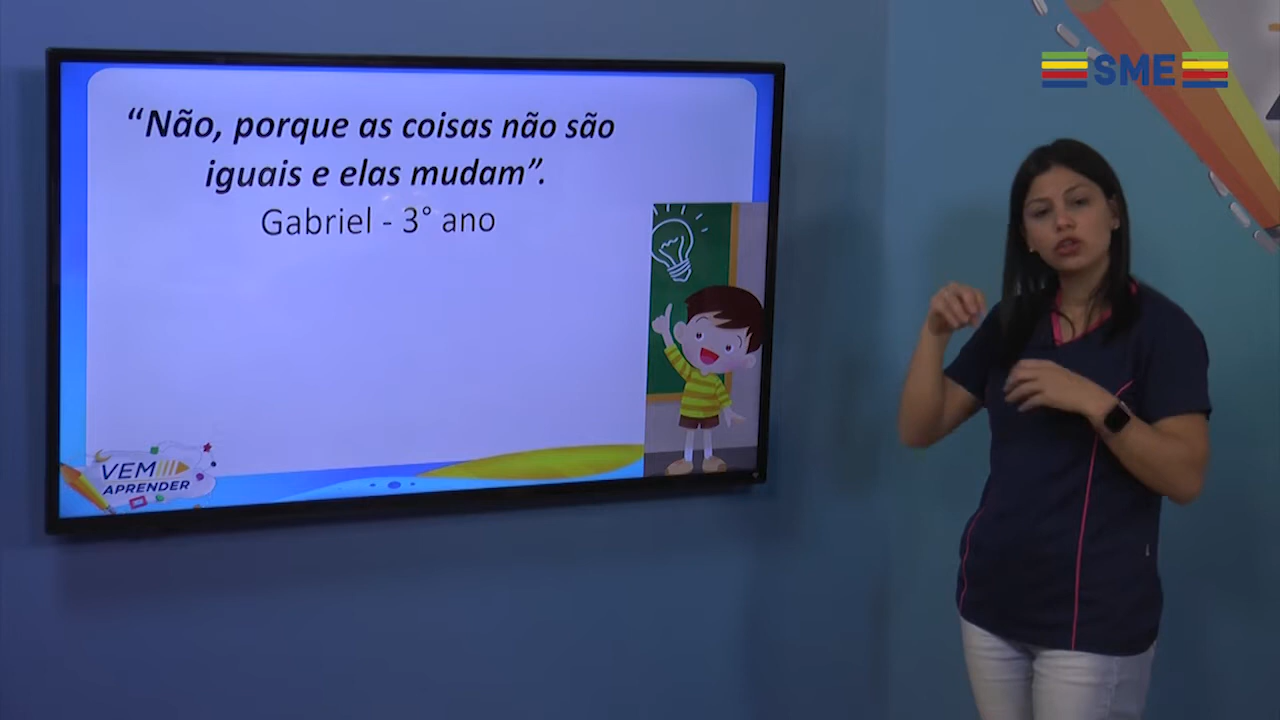 “Não, porque as coisas não são
iguais e elas mudam”.
Gabriel - 3° ano
VEM
APRENDER
SME